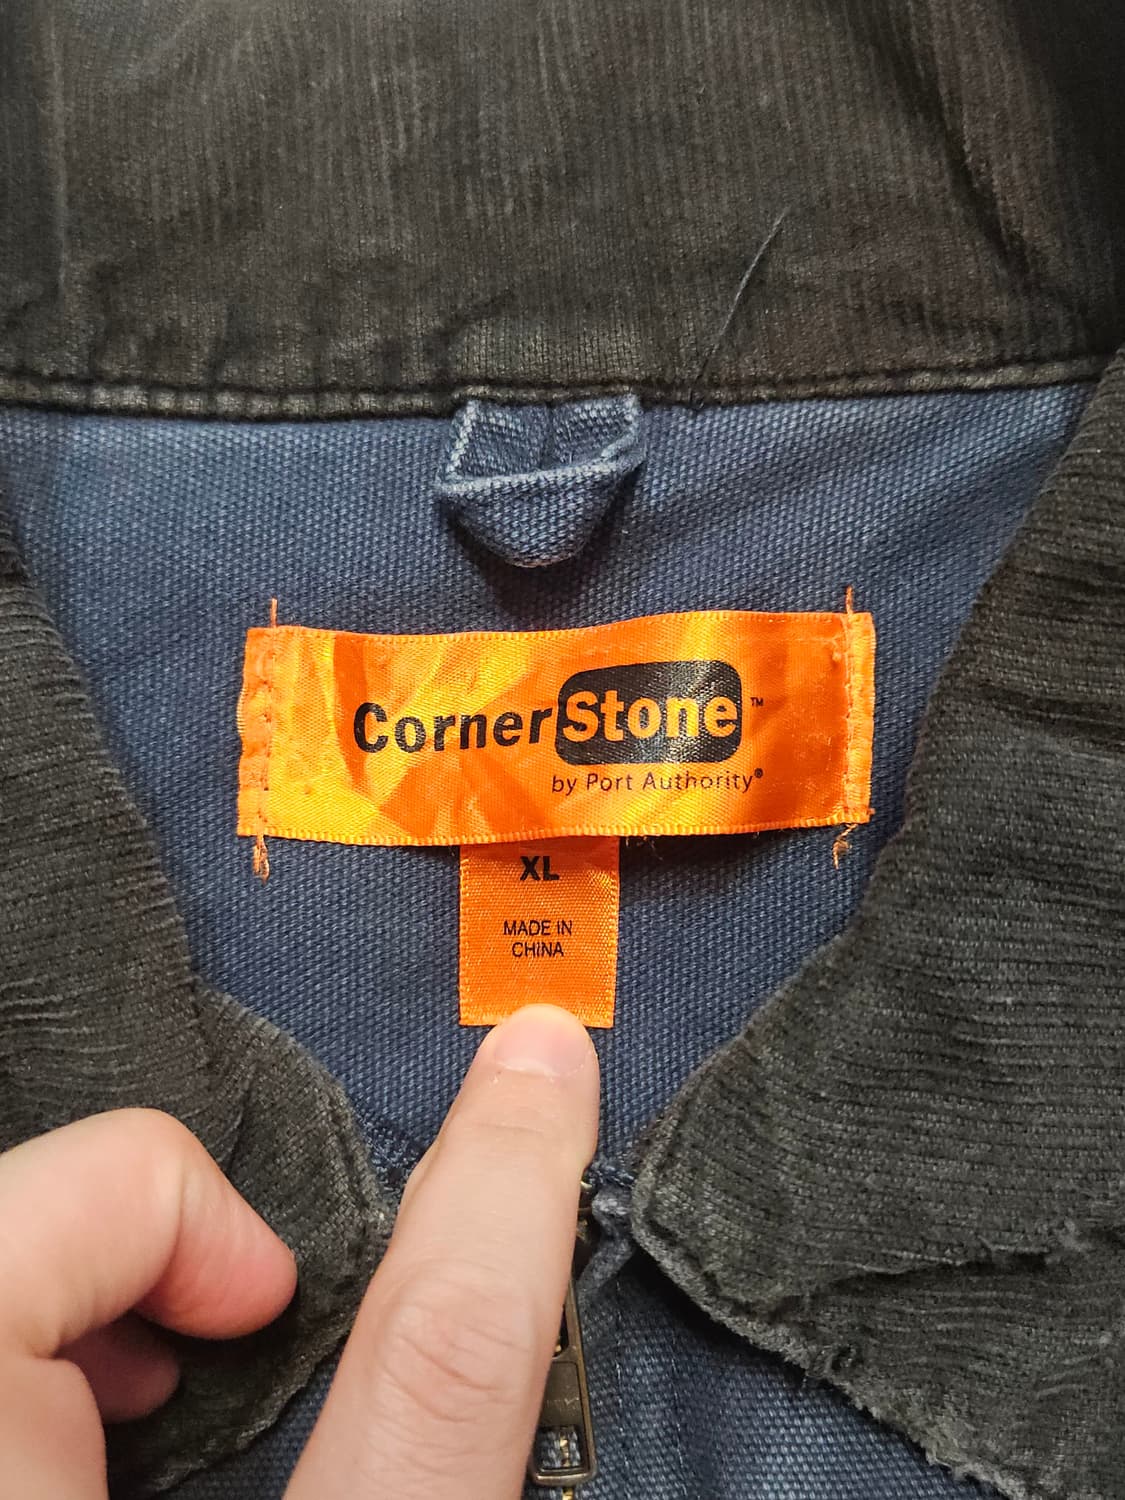 CornerStone™
by Port Authority®
XL
MADE IN
CHINA